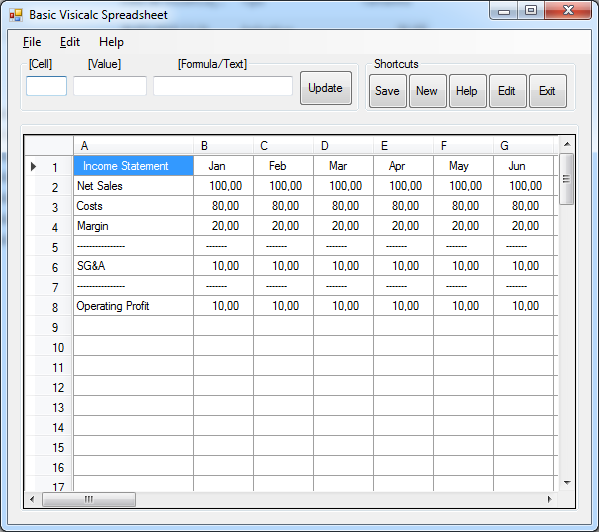 Basic Visicalc Spreadsheet
File Edit Help
[Cell] [Value] [Formula/Text] Shortcuts
Update Save New Help Edit Exit
A B C D E F G
1 Income Statement Jan Feb Mar Apr May Jun
2 Net Sales 100,00 100,00 100,00 100,00 100,00 100,00
3 Costs 80,00 80,00 80,00 80,00 80,00 80,00
4 Margin 20,00 20,00 20,00 20,00 20,00 20,00
5 --------------- ------- ------- ------- ------- ------- -------
6 SG&A 10,00 10,00 10,00 10,00 10,00 10,00
7 --------------- ------- ------- ------- ------- ------- -------
8 Operating Profit 10,00 10,00 10,00 10,00 10,00 10,00
9
10
11
12
13
14
15
16
17